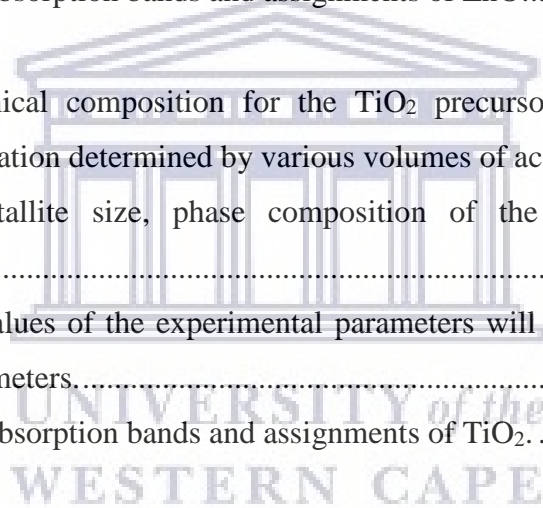 bsorption bands and assignments of ZnO...
nical composition for the TiO2 precurso
ation determined by various volumes of ac
tallite size, phase composition of the
........................................................................
alues of the experimental parameters will
meters.................................................................
UNIVERSITY of the
bsorption bands and assignments of TiO2. .
WESTERN CAPE